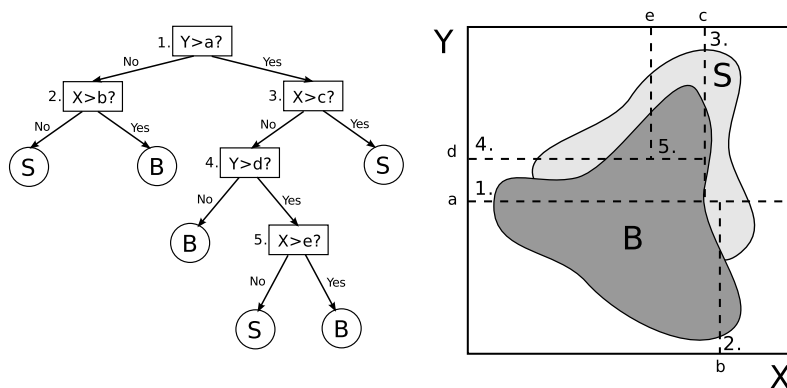 1. Y>a?
No
Yes
2. X>b?
3. X>c?
No
Yes
No
Yes
S
B
4. Y>d?
S
No
Yes
B
5. X>e?
No
Yes
S
B
e
c
Y
3.
S
d
4.
5.
a
1.
B
2.
b
X